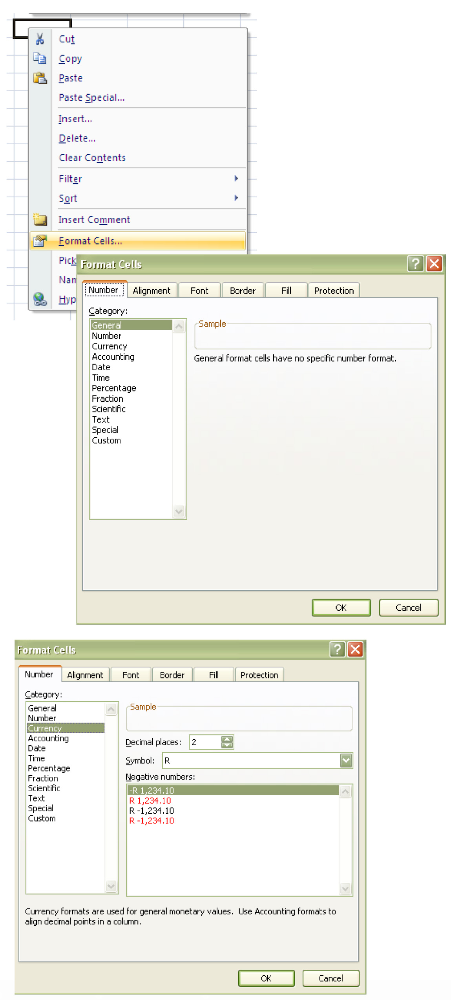 Cut
Copy
Paste
Paste Special...
Insert...
Delete...
Clear Contents
Filter
Sort
Insert Comment
Format Cells...
Pick
Nam
Hyp
Format Cells
Number Alignment Font Border Fill Protection
Category:
General
Number
Currency
Accounting
Date
Time
Percentage
Fraction
Scientific
Text
Special
Custom
Sample
General format cells have no specific number format.
OK Cancel
Format Cells
Number Alignment Font Border Fill Protection
Category:
General
Number
Currency
Accounting
Date
Time
Percentage
Fraction
Scientific
Text
Special
Custom
Sample
Decimal places: 2
Symbol: R
Negative numbers:
-R 1,234.10
R 1,234.10
R -1,234.10
R -1,234.10
Currency formats are used for general monetary values.  Use Accounting formats to
align decimal points in a column.
OK Cancel